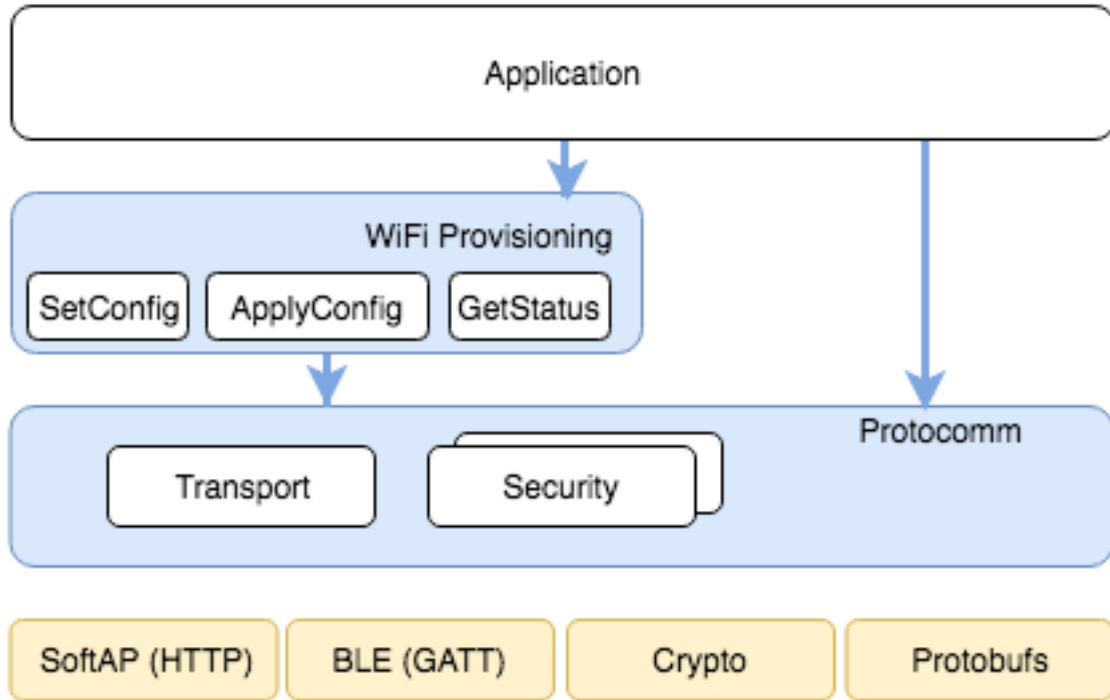 Application
WiFi Provisioning
SetConfig
ApplyConfig
GetStatus
Protocomm
Transport
Security
SoftAP (HTTP)
BLE (GATT)
Crypto
Protobufs